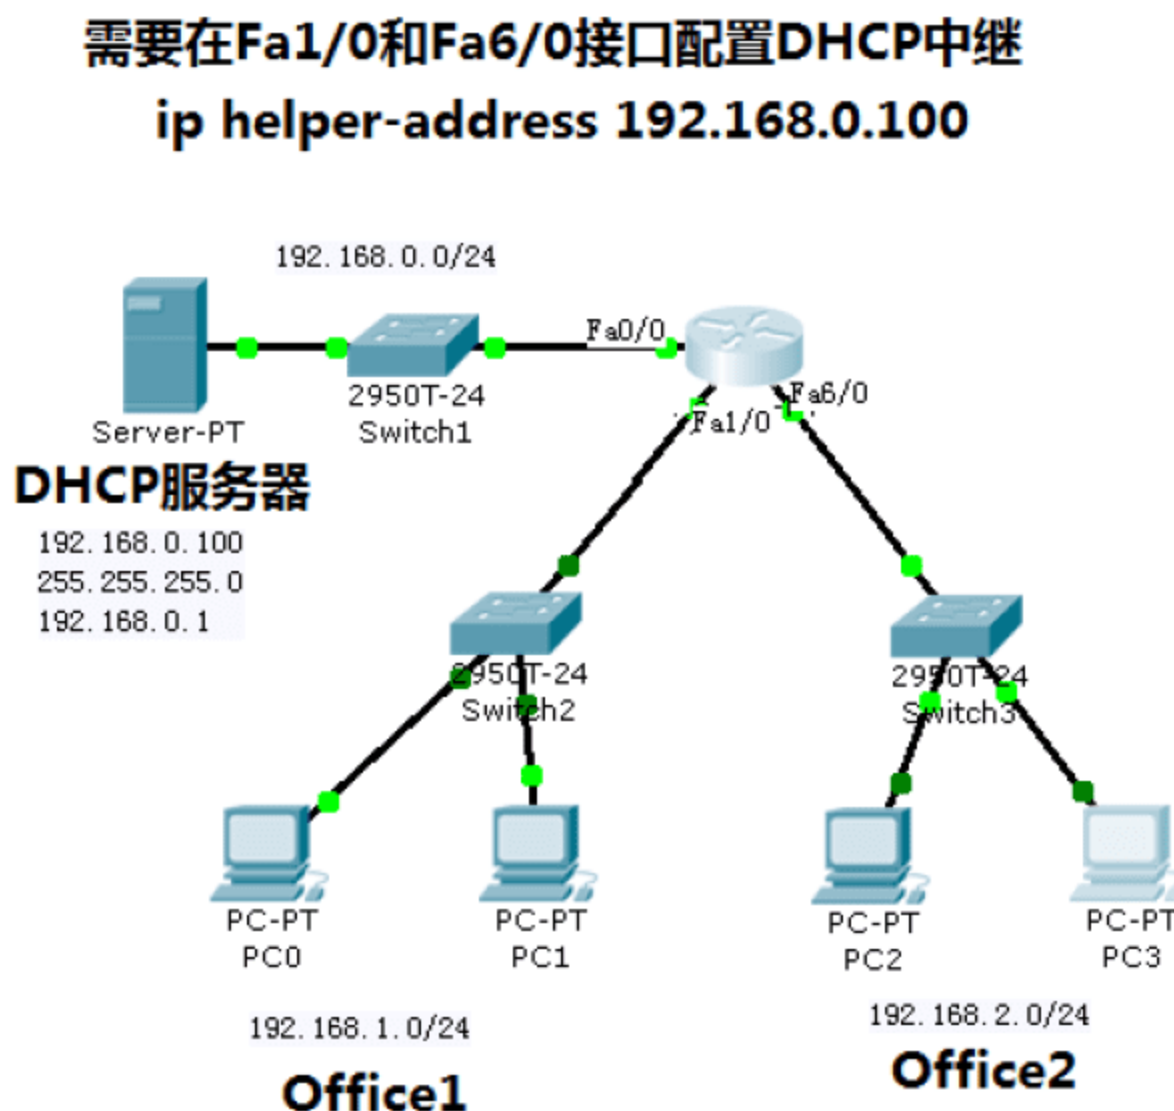 需要在Fa1/0和Fa6/0接口配置DHCP中继
ip helper-address 192.168.0.100
192.168.0.0/24
Fa0/0
Fa6/0
Fa1/0
2950T-24
Switch1
Server-PT
DHCP服务器
192.168.0.100
255.255.255.0
192.168.0.1
2950T-24
Switch2
2950T-24
Switch3
PC-PT
PC0
PC-PT
PC1
PC-PT
PC2
PC-PT
PC3
192.168.1.0/24
Office1
192.168.2.0/24
Office2